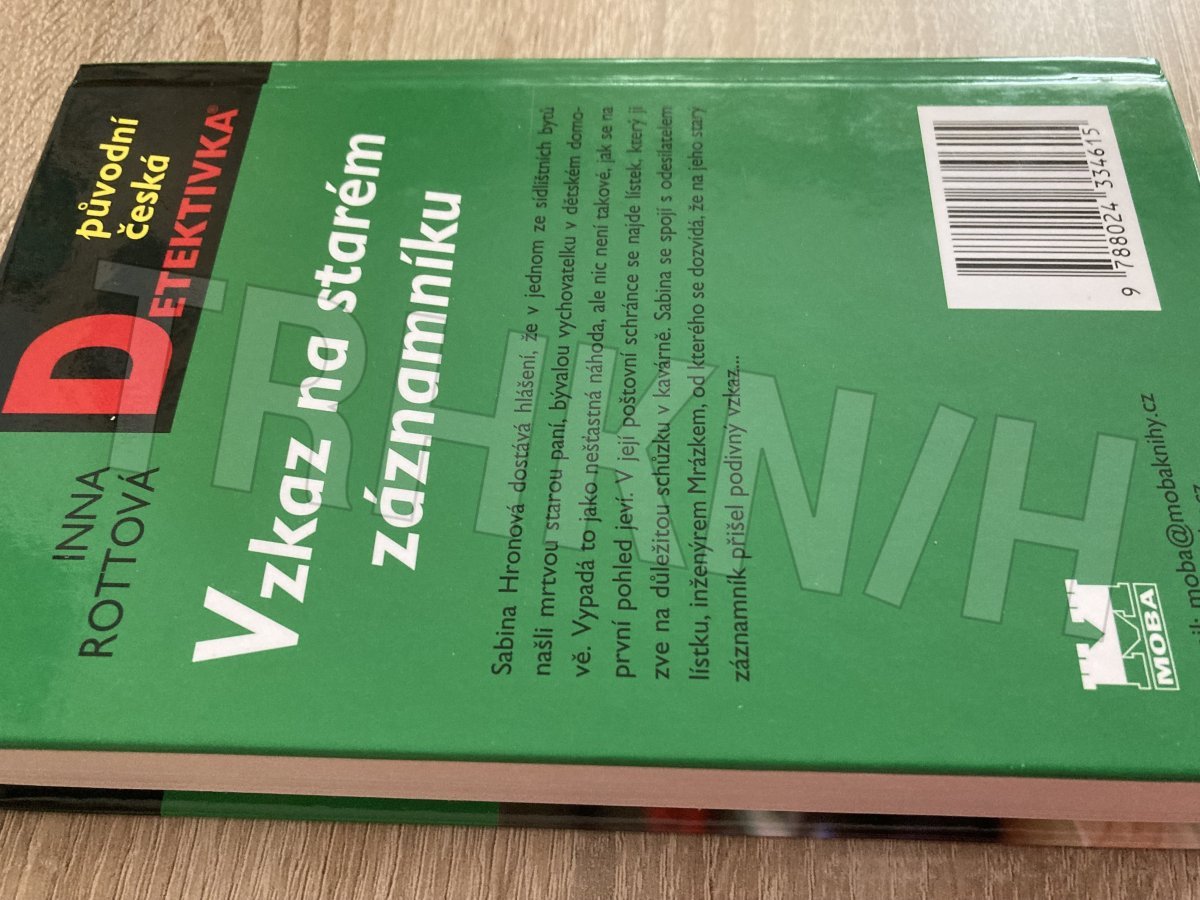 INNA
ROTTOVÁ
původní
česká
DETEKTIVKA®
Vzkaz na starém
záznamníku
Sabina Hronová dostává hlášení, že v jednom ze sídlištních bytů
našli mrtvou starou paní, bývalou vychovatelku v dětském domo-
vě. Vypadá to jako nešťastná náhoda, ale nic není takové, jak se na
první pohled jeví. V její poštovní schránce se najde lístek, který ji
zve na důležitou schůzku v kavárně. Sabina se spojí s odesilatelem
lístku, inženýrem Mrázkem, od kterého se dozvídá, že na jeho starý
záznamník přišel podivný vzkaz...
MOBA
moba@mobaknihy.cz
9 788024 334615
TRHKN/H